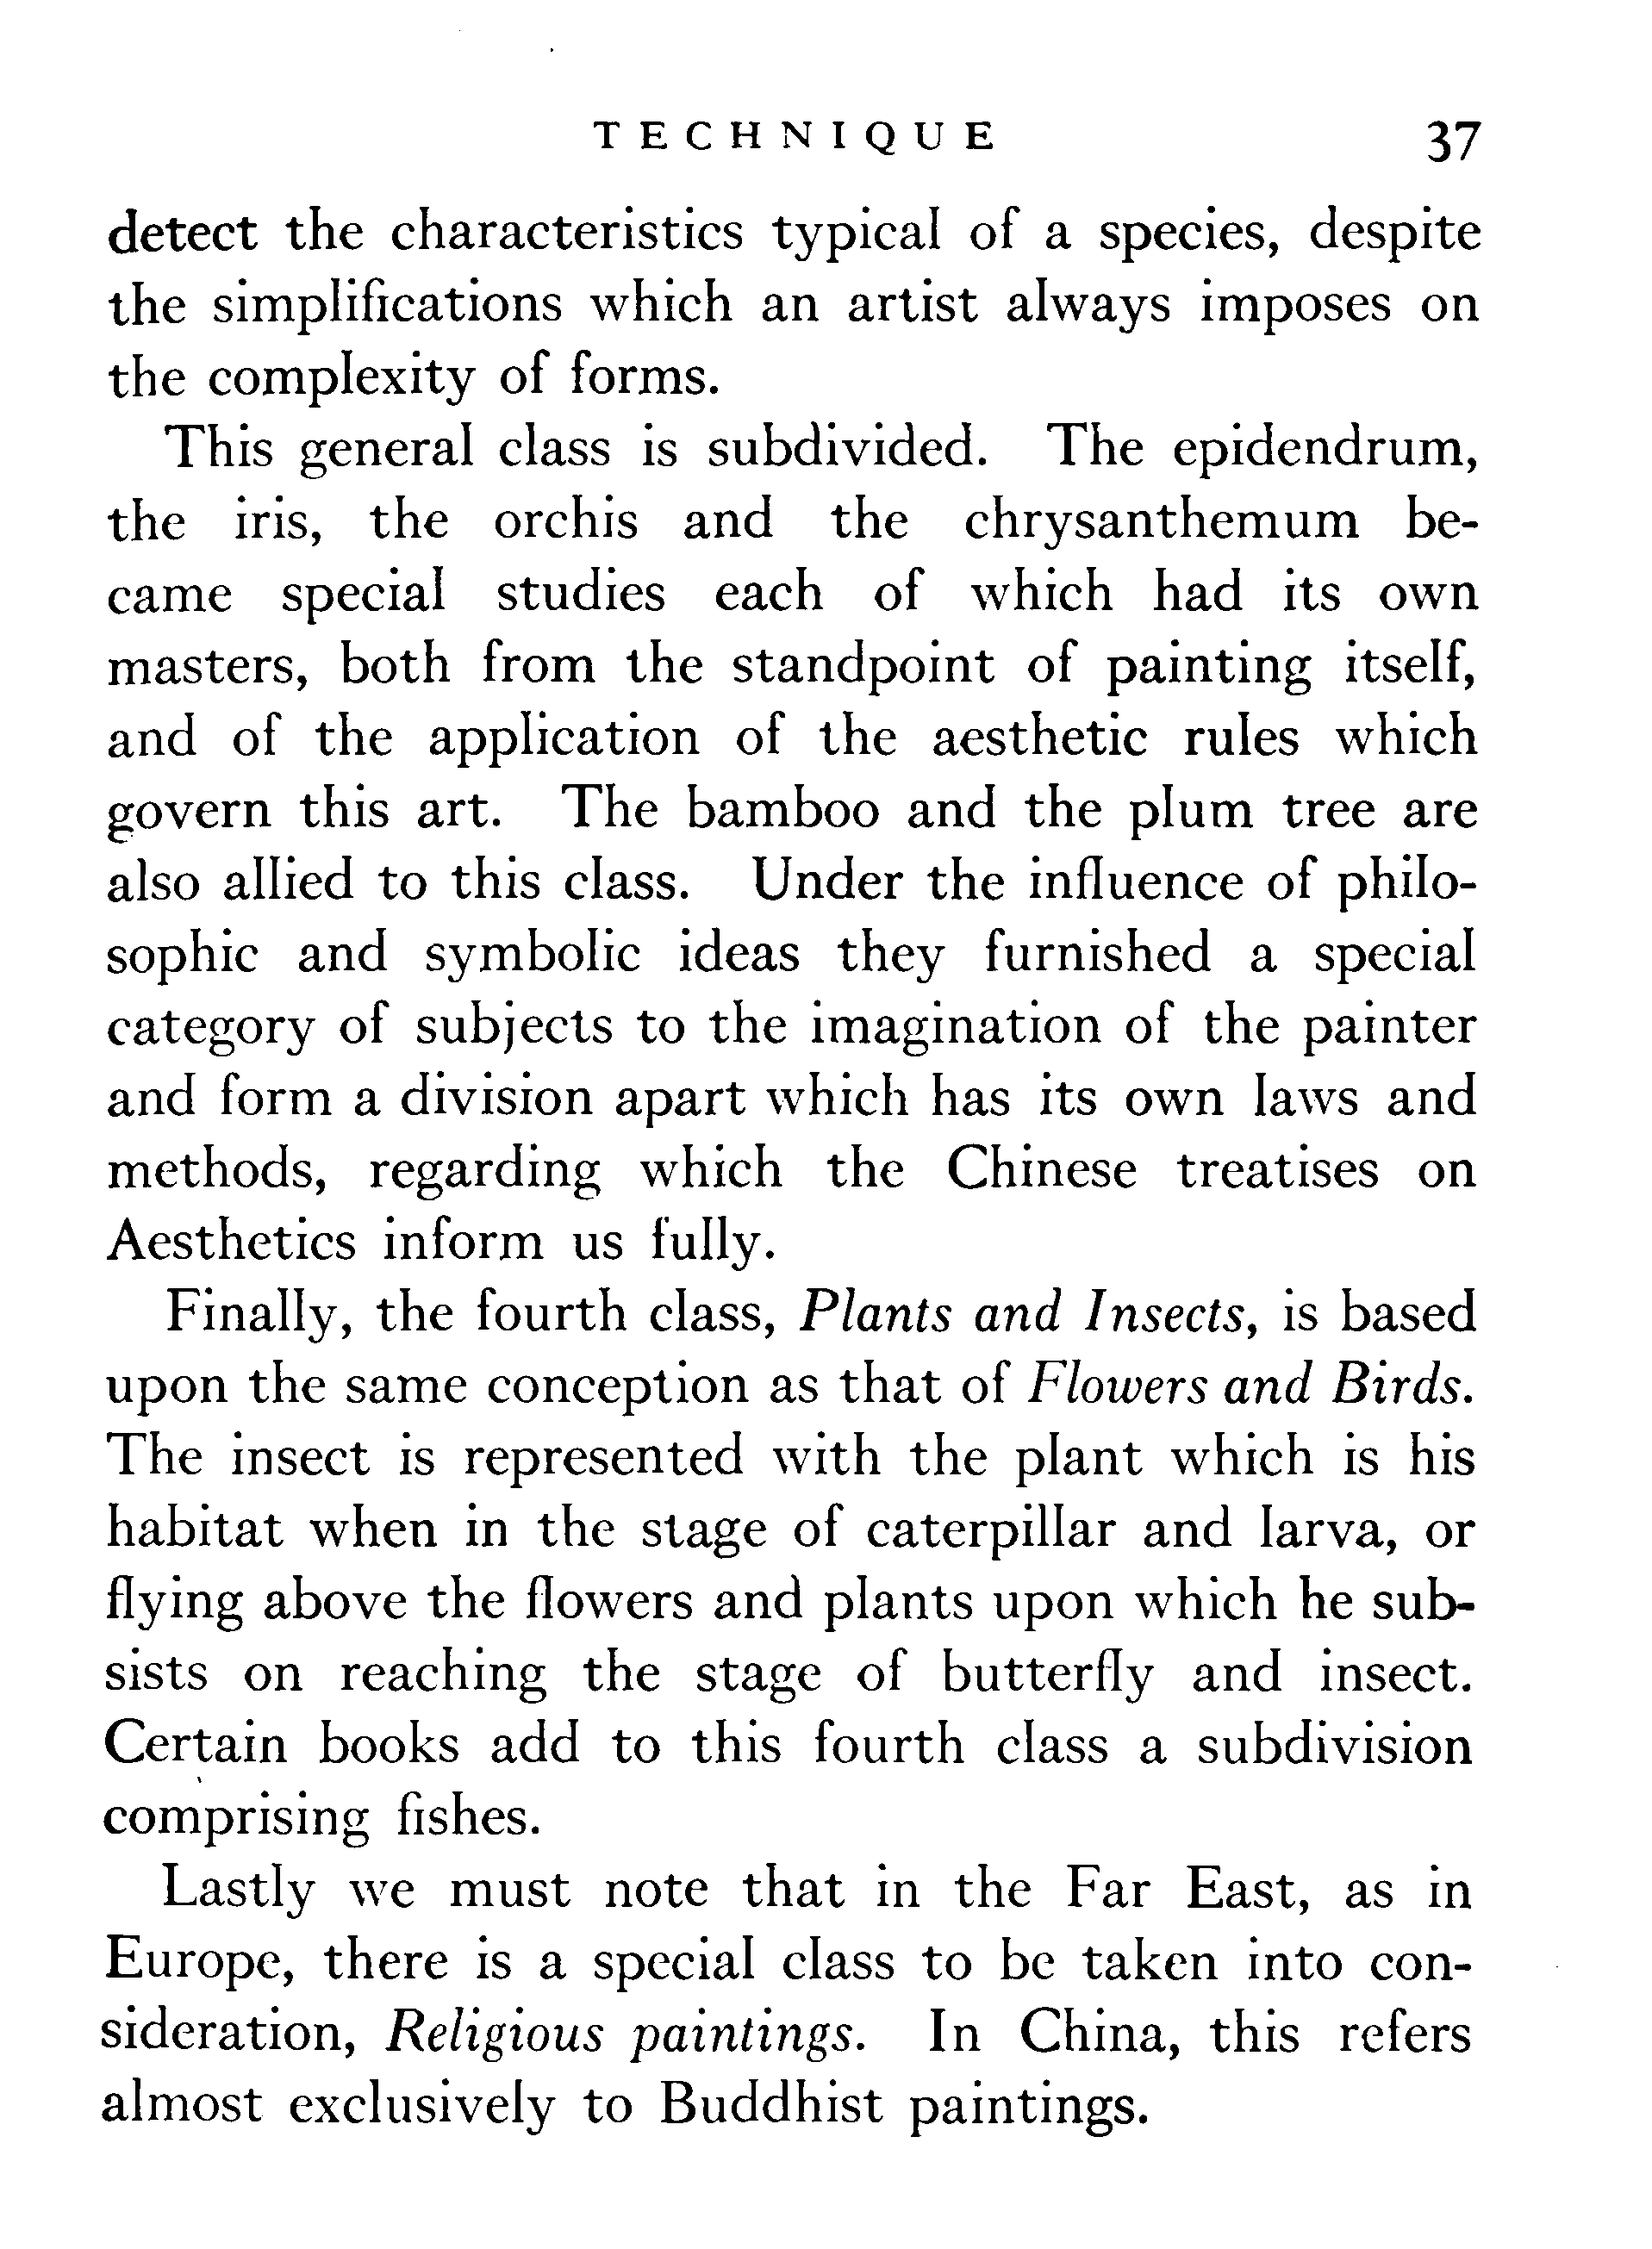 TECHNIQUE 37
detect the characteristics typical of a species, despite
the simplifications which an artist always imposes on
the complexity of forms.
This general class is subdivided. The epidendrum,
the iris, the orchis and the chrysanthemum be-
came special studies each of which had its own
masters, both from the standpoint of painting itself,
and of the application of the aesthetic rules which
govern this art. The bamboo and the plum tree are
also allied to this class. Under the influence of philo-
sophic and symbolic ideas they furnished a special
category of subjects to the imagination of the painter
and form a division apart which has its own laws and
methods, regarding which the Chinese treatises on
Aesthetics inform us fully.
Finally, the fourth class, Plants and Insects, is based
upon the same conception as that of Flowers and Birds.
The insect is represented with the plant which is his
habitat when in the stage of caterpillar and larva, or
flying above the flowers and plants upon which he sub-
sists on reaching the stage of butterfly and insect.
Certain books add to this fourth class a subdivision
comprising fishes.
Lastly we must note that in the Far East, as in
Europe, there is a special class to be taken into con-
sideration, Religious paintings. In China, this refers
almost exclusively to Buddhist paintings.